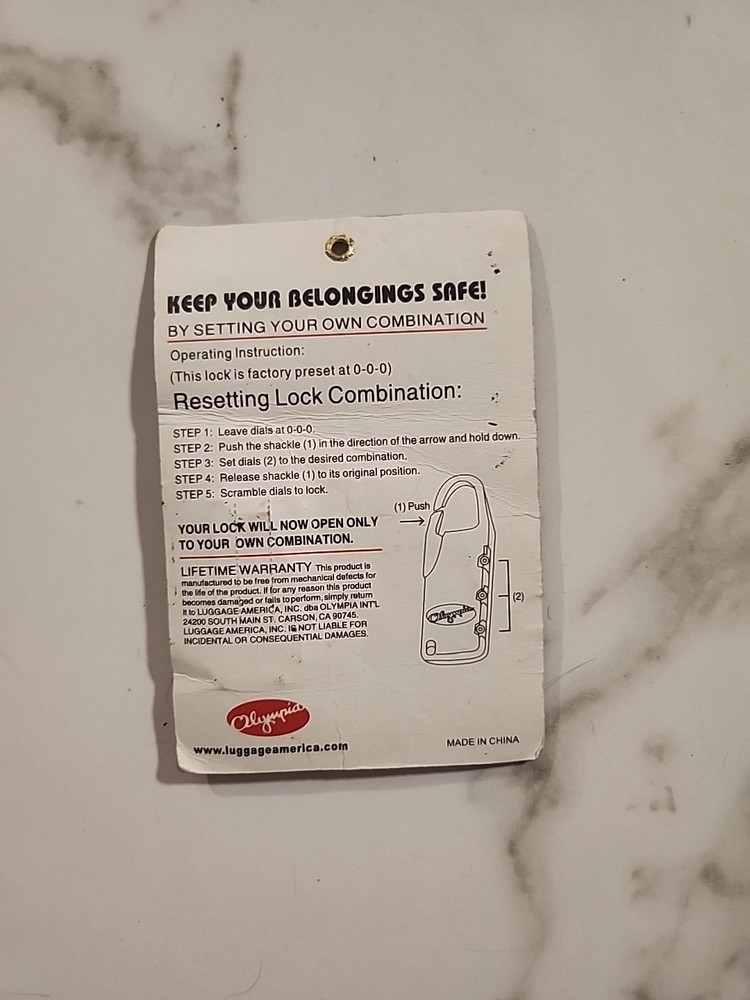 KEEP YOUR BELONGINGS SAFE!
BY SETTING YOUR OWN COMBINATION
Operating Instruction:
(This lock is factory preset at 0-0-0)
Resetting Lock Combination:
STEP 1: Leave dials at 0-0-0.
STEP 2: Push the shackle (1) in the direction of the arrow and hold down.
STEP 3: Set dials (2) to the desired combination.
STEP 4: Release shackle (1) to its original position.
STEP 5: Scramble dials to lock.
(1) Push
YOUR LOCK WILL NOW OPEN ONLY
TO YOUR OWN COMBINATION.
LIFETIME WARRANTY This product is
manufactured to be free from mechanical defects for
the life of the product. If for any reason this product
becomes damaged or fails to perform, simply return
it to LUGGAGE AMERICA, INC. dba OLYMPIA INT'L
24200 SOUTH MAIN ST. CARSON, CA 90745.
LUGGAGE AMERICA, INC. IS NOT LIABLE FOR
INCIDENTAL OR CONSEQUENTIAL DAMAGES.
(2)
Olympia
Olympia
www.luggageamerica.com
MADE IN CHINA